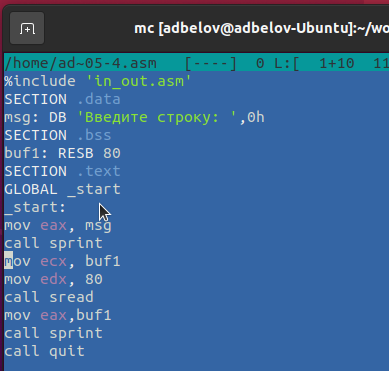 mc [adbelov@adbelov-Ubuntu]:~/wo
/home/ad~05-4.asm   [----]  0 L:[  1+10  11
%include 'in_out.asm'
SECTION .data
msg: DB 'Введите строку: ',0h
SECTION .bss
buf1: RESB 80
SECTION .text
GLOBAL _start
_start:
mov eax, msg
call sprint
mov ecx, buf1
mov edx, 80
call sread
mov eax,buf1
call sprint
call quit